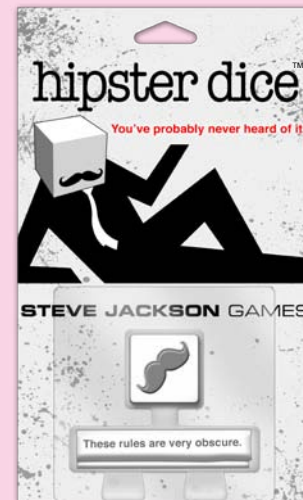 hipster dice™
You've probably never heard of it
STEVE JACKSON GAMES
These rules are very obscure.